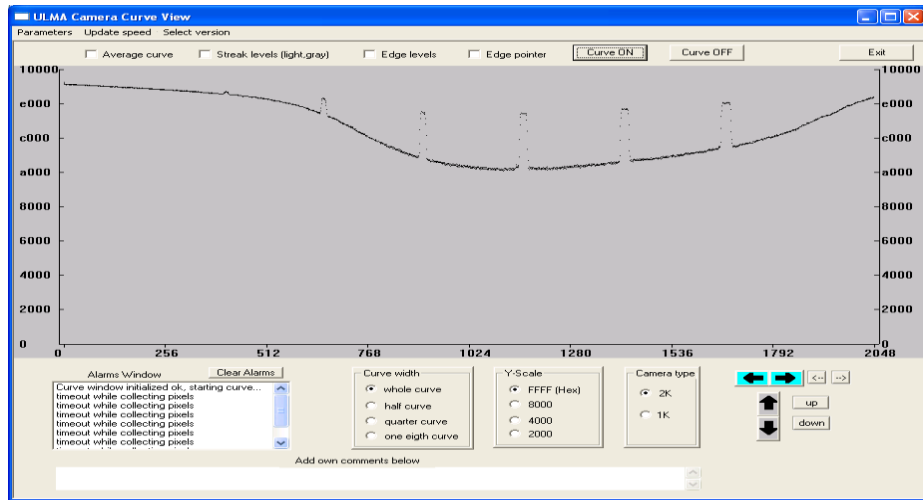 ULMA Camera Curve View
Parameters Update speed Select version
Average curve Streak levels (light,gray) Edge levels Edge pointer Curve ON Curve OFF Exit
10000 10000
e000 e000
c000 c000
a000 a000
8000 8000
6000 6000
4000 4000
2000 2000
0 0
0 256 512 768 1024 1280 1536 1792 2048
Alarms Window Clear Alarms
Curve window initialized ok, starting curve...
timeout while collecting pixels
timeout while collecting pixels
timeout while collecting pixels
timeout while collecting pixels
timeout while collecting pixels
timeout while collecting pixels
Curve width
whole curve
half curve
quarter curve
one eigth curve
Y-Scale
FFFF (Hex)
8000
4000
2000
Camera type
2K
1K
<-- -->
up
down
Add own comments below